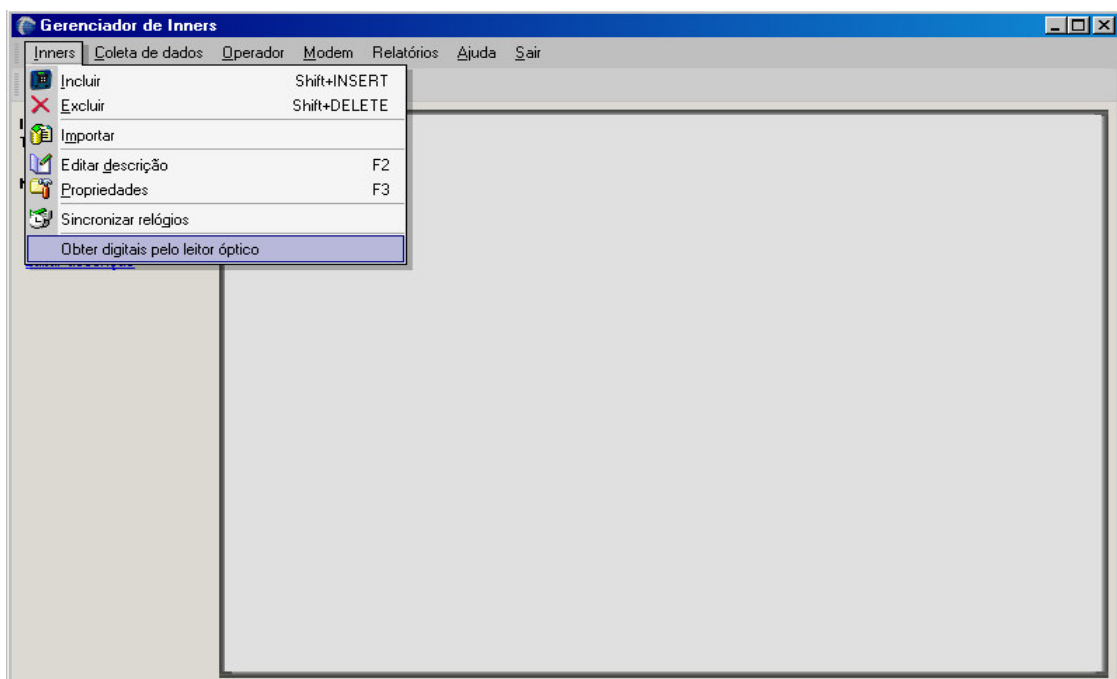 Gerenciador de Inners
Inners Coleta de dados Operador Modem Relatórios Ajuda Sair
Incluir Shift+INSERT
Excluir Shift+DELETE
Importar
Editar descrição F2
Propriedades F3
Sincronizar relógios
Obter digitais pelo leitor óptico